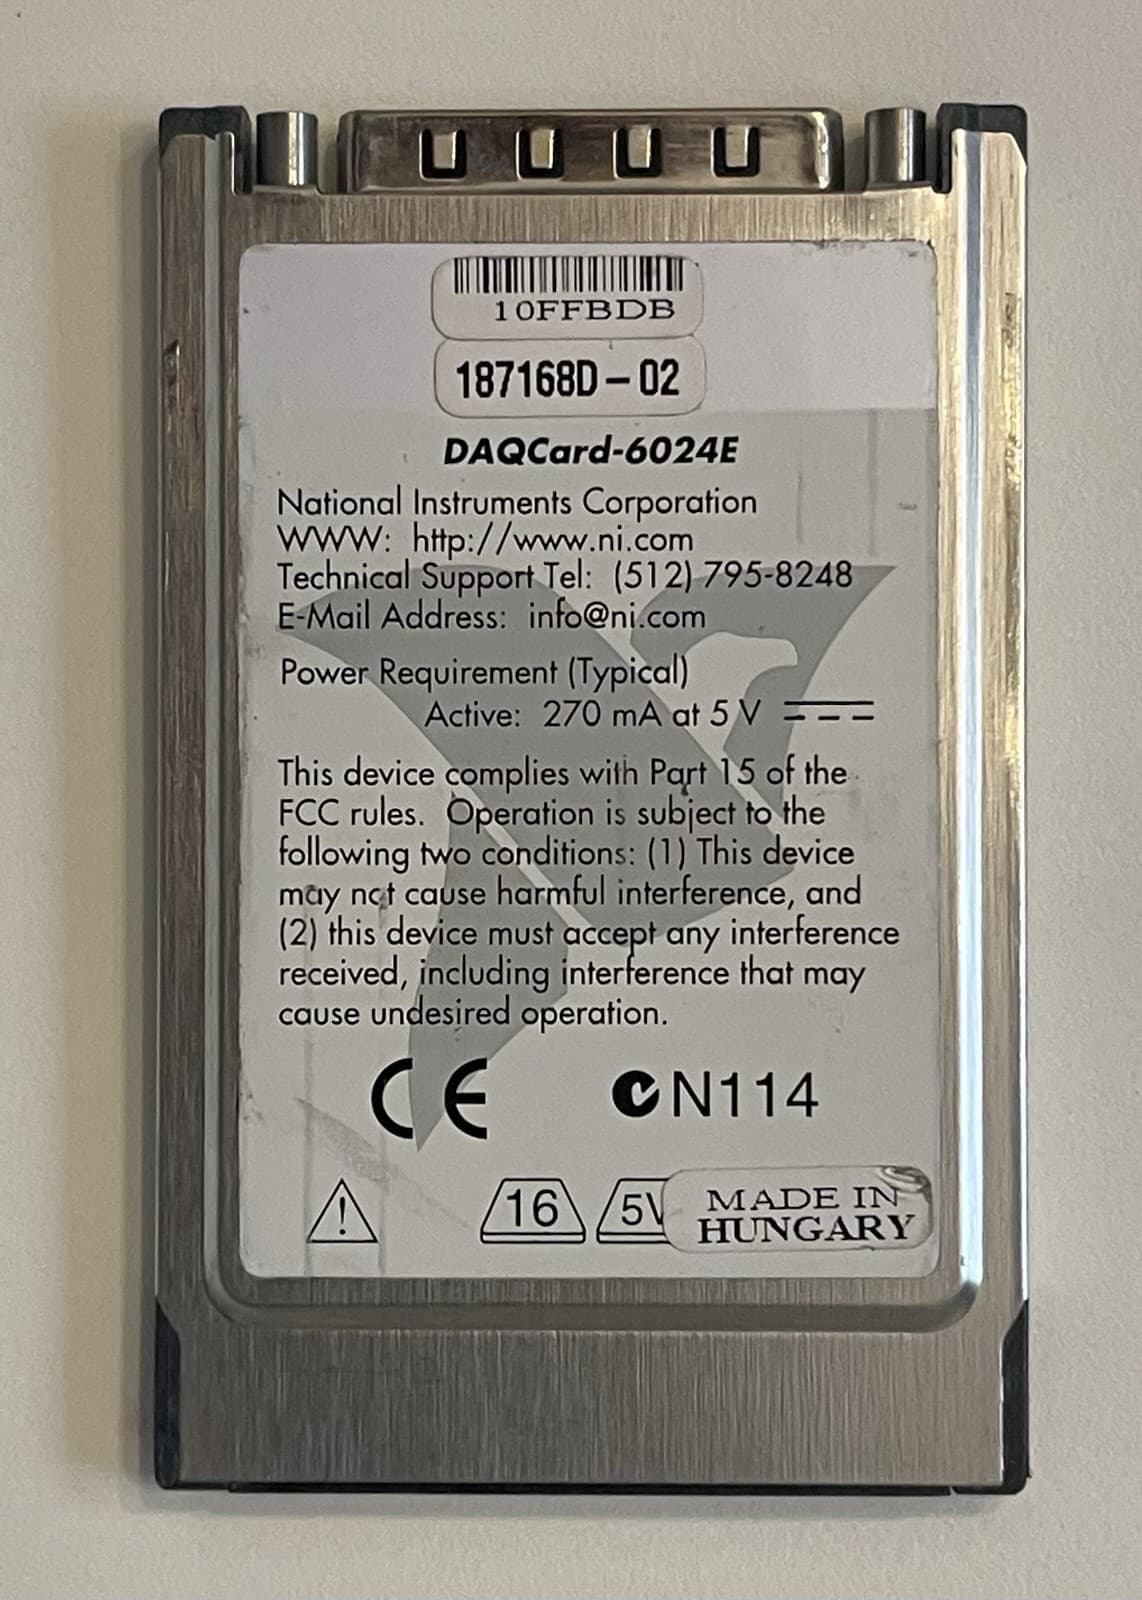 10FFBDB
187168D-02
DAQCard-6024E
National Instruments Corporation
WWW: http://www.ni.com
Technical Support Tel: (512) 795-8248
E-Mail Address: info@ni.com
Power Requirement (Typical)
Active: 270 mA at 5 V
This device complies with Part 15 of the
FCC rules. Operation is subject to the
following two conditions: (1) This device
may not cause harmful interference, and
(2) this device must accept any interference
received, including interference that may
cause undesired operation.
CE N114
! 16 5V MADE IN
HUNGARY